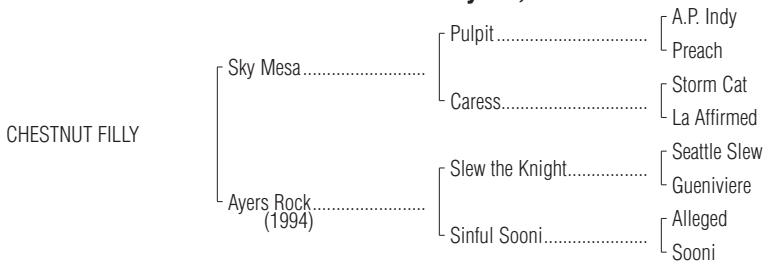 A.P. Indy
Pulpit
Preach
Sky Mesa
Storm Cat
Caress
La Affirmed
CHESTNUT FILLY
Seattle Slew
Slew the Knight
Gueniviere
Ayers Rock
(1994)
Alleged
Sinful Sooni
Sooni